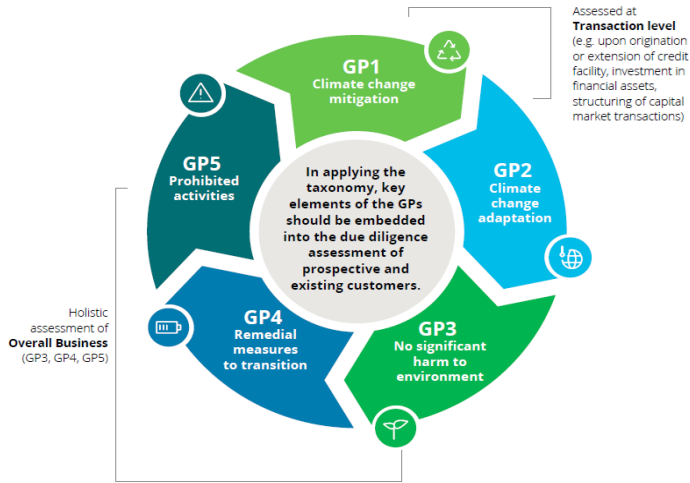 Assessed at
Transaction level
(e.g. upon origination
or extension of credit
facility, investment in
financial assets,
structuring of capital
market transactions)
GP1
Climate change
mitigation
GP2
Climate
change
adaptation
GP3
No significant
harm to
environment
GP4
Remedial
measures
to transition
GP5
Prohibited
activities
In applying the
taxonomy, key
elements of the GPs
should be embedded
into the due diligence
assessment of
prospective and
existing customers.
Holistic
assessment of
Overall Business
(GP3, GP4, GP5)